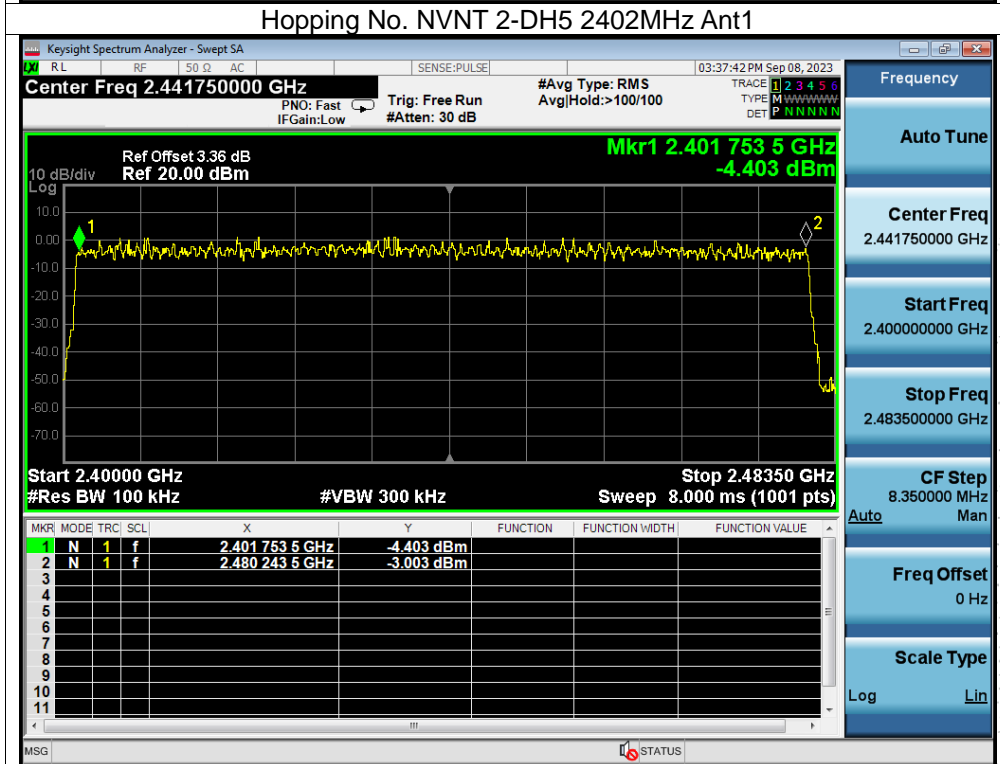 Hopping No. NVNT 2-DH5 2402MHz Ant1
Keysight Spectrum Analyzer - Swept SA
LXI RL RF 50 Ω AC SENSE:PULSE 03:37:42 PM Sep 08, 2023
Center Freq 2.441750000 GHz
PNO: Fast
IFGain:Low
Trig: Free Run
#Atten: 30 dB
#Avg Type: RMS
Avg|Hold:>100/100
TRACE 1 2 3 4 5 6
TYPE M WWWWW
DET P N N N N N
Mkr1 2.401 753 5 GHz
-4.403 dBm
Ref Offset 3.36 dB
10 dB/div Ref 20.00 dBm
Log
10.0
0.00
-10.0
-20.0
-30.0
-40.0
-50.0
-60.0
-70.0
1
2
Start 2.40000 GHz Stop 2.48350 GHz
#Res BW 100 kHz #VBW 300 kHz Sweep 8.000 ms (1001 pts)
MKR MODE TRC SCL X Y FUNCTION FUNCTION WIDTH FUNCTION VALUE
1 N 1 f 2.401 753 5 GHz -4.403 dBm
2 N 1 f 2.480 243 5 GHz -3.003 dBm
3
4
5
6
7
8
9
10
11
MSG STATUS
Frequency
Auto Tune
Center Freq
2.441750000 GHz
Start Freq
2.400000000 GHz
Stop Freq
2.483500000 GHz
CF Step
8.350000 MHz
Auto Man
Freq Offset
0 Hz
Scale Type
Log Lin